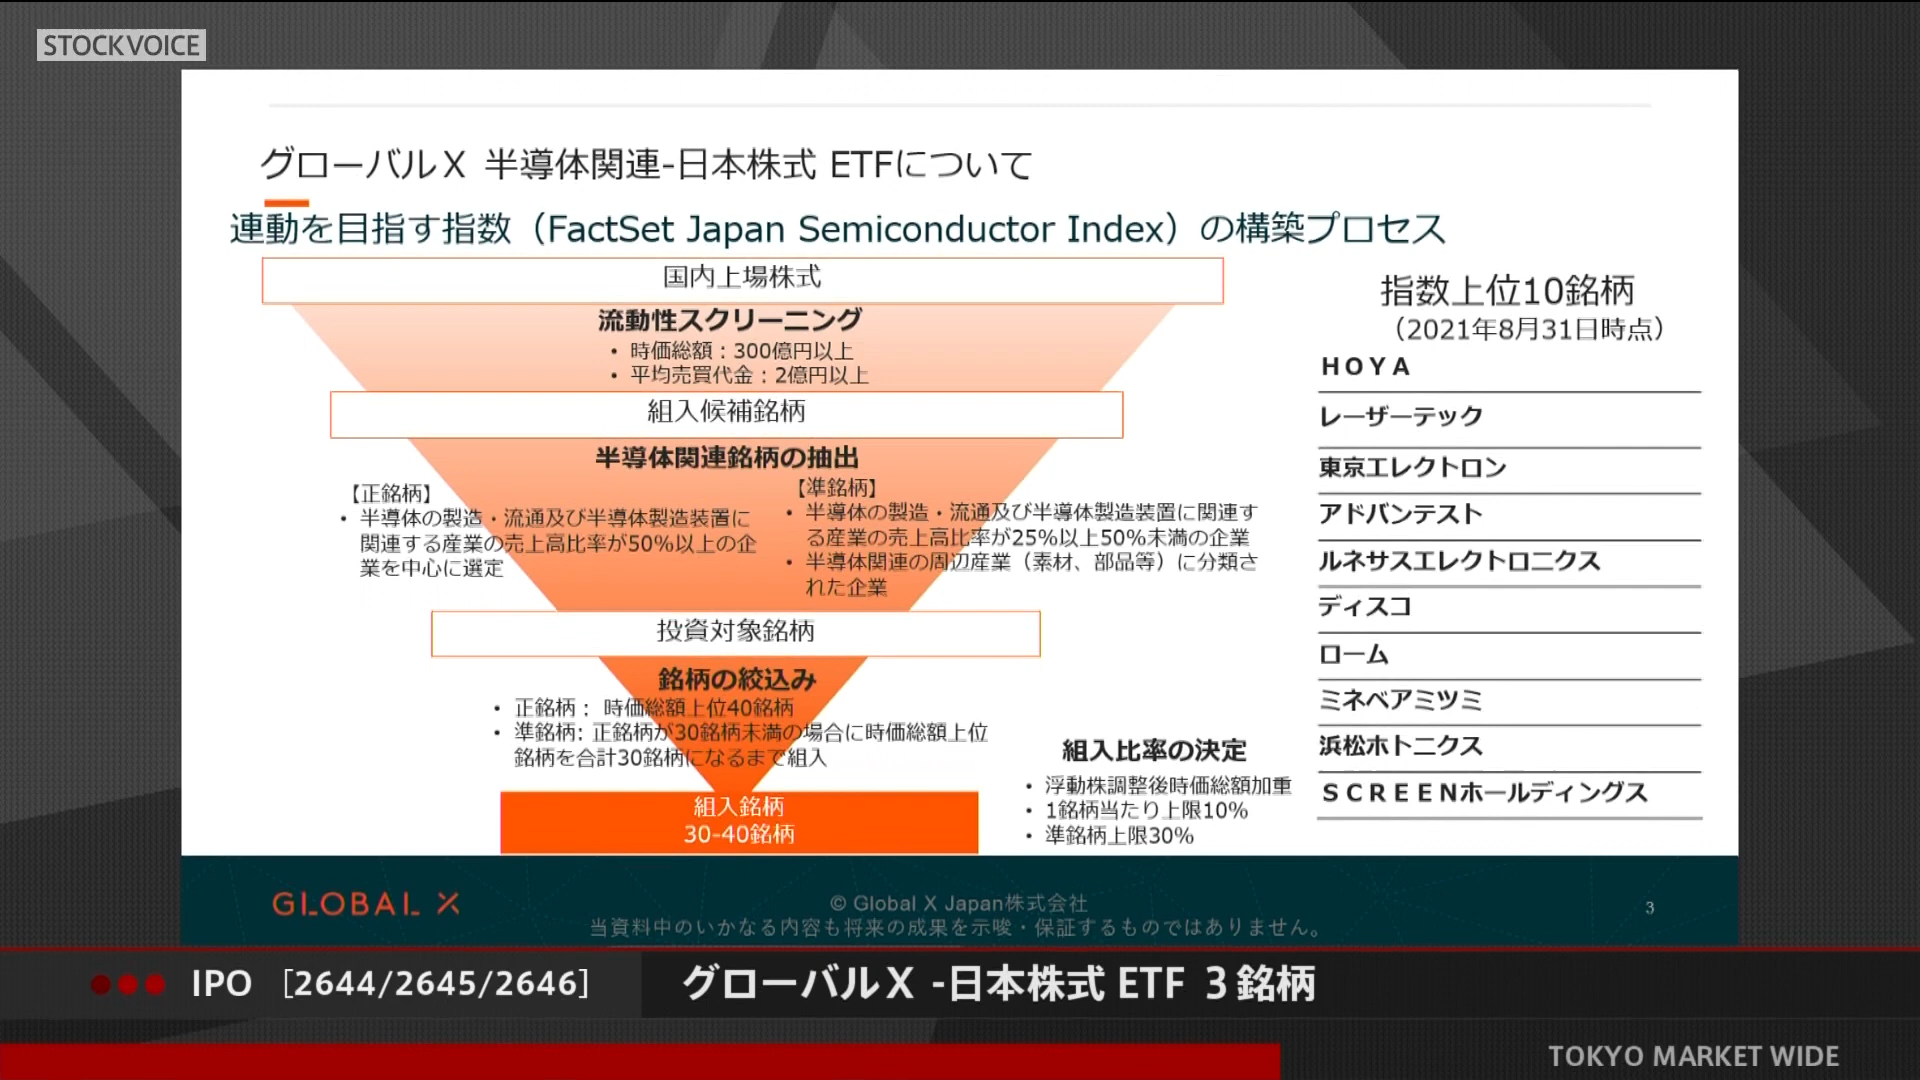 STOCKVOICE
グローバルX 半導体関連-日本株式 ETFについて
連動を目指す指数（FactSet Japan Semiconductor Index）の構築プロセス
国内上場株式
流動性スクリーニング
• 時価総額：300億円以上
• 平均売買代金：2億円以上
組入候補銘柄
半導体関連銘柄の抽出
【正銘柄】
• 半導体の製造・流通及び半導体製造装置に
関連する産業の売上高比率が50%以上の企
業を中心に選定
【準銘柄】
• 半導体の製造・流通及び半導体製造装置に関連す
る産業の売上高比率が25%以上50%未満の企業
• 半導体関連の周辺産業（素材、部品等）に分類さ
れた企業
投資対象銘柄
銘柄の絞込み
• 正銘柄： 時価総額上位40銘柄
• 準銘柄: 正銘柄が30銘柄未満の場合に時価総額上位
銘柄を合計30銘柄になるまで組入
組入銘柄
30-40銘柄
組入比率の決定
• 浮動株調整後時価総額加重
• 1銘柄当たり上限10%
• 準銘柄上限30%
指数上位10銘柄
（2021年8月31日時点）
ＨＯＹＡ
レーザーテック
東京エレクトロン
アドバンテスト
ルネサスエレクトロニクス
ディスコ
ローム
ミネベアミツミ
浜松ホトニクス
ＳＣＲＥＥＮホールディングス
GLOBAL X
© Global X Japan株式会社
当資料中のいかなる内容も将来の成果を示唆・保証するものではありません。
3
IPO [2644/2645/2646] グローバルＸ -日本株式 ETF ３銘柄
TOKYO MARKET WIDE